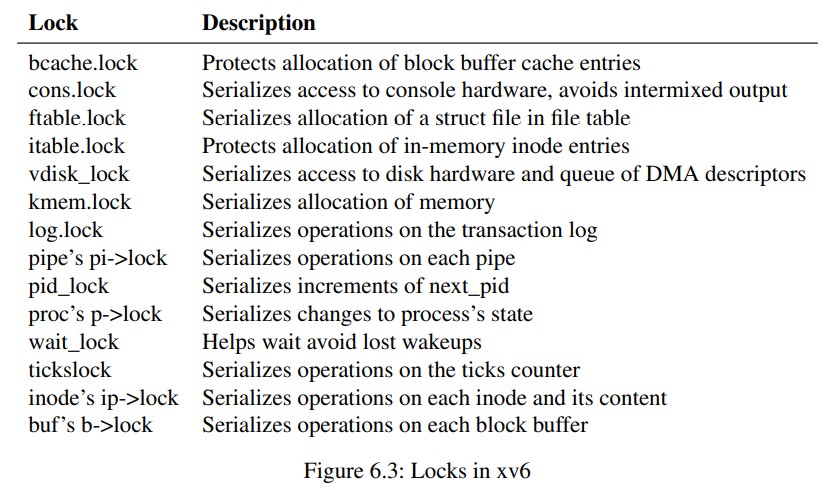 Lock Description
bcache.lock Protects allocation of block buffer cache entries
cons.lock Serializes access to console hardware, avoids intermixed output
ftable.lock Serializes allocation of a struct file in file table
itable.lock Protects allocation of in-memory inode entries
vdisk_lock Serializes access to disk hardware and queue of DMA descriptors
kmem.lock Serializes allocation of memory
log.lock Serializes operations on the transaction log
pipe’s pi->lock Serializes operations on each pipe
pid_lock Serializes increments of next_pid
proc’s p->lock Serializes changes to process’s state
wait_lock Helps wait avoid lost wakeups
tickslock Serializes operations on the ticks counter
inode’s ip->lock Serializes operations on each inode and its content
buf’s b->lock Serializes operations on each block buffer
Figure 6.3: Locks in xv6